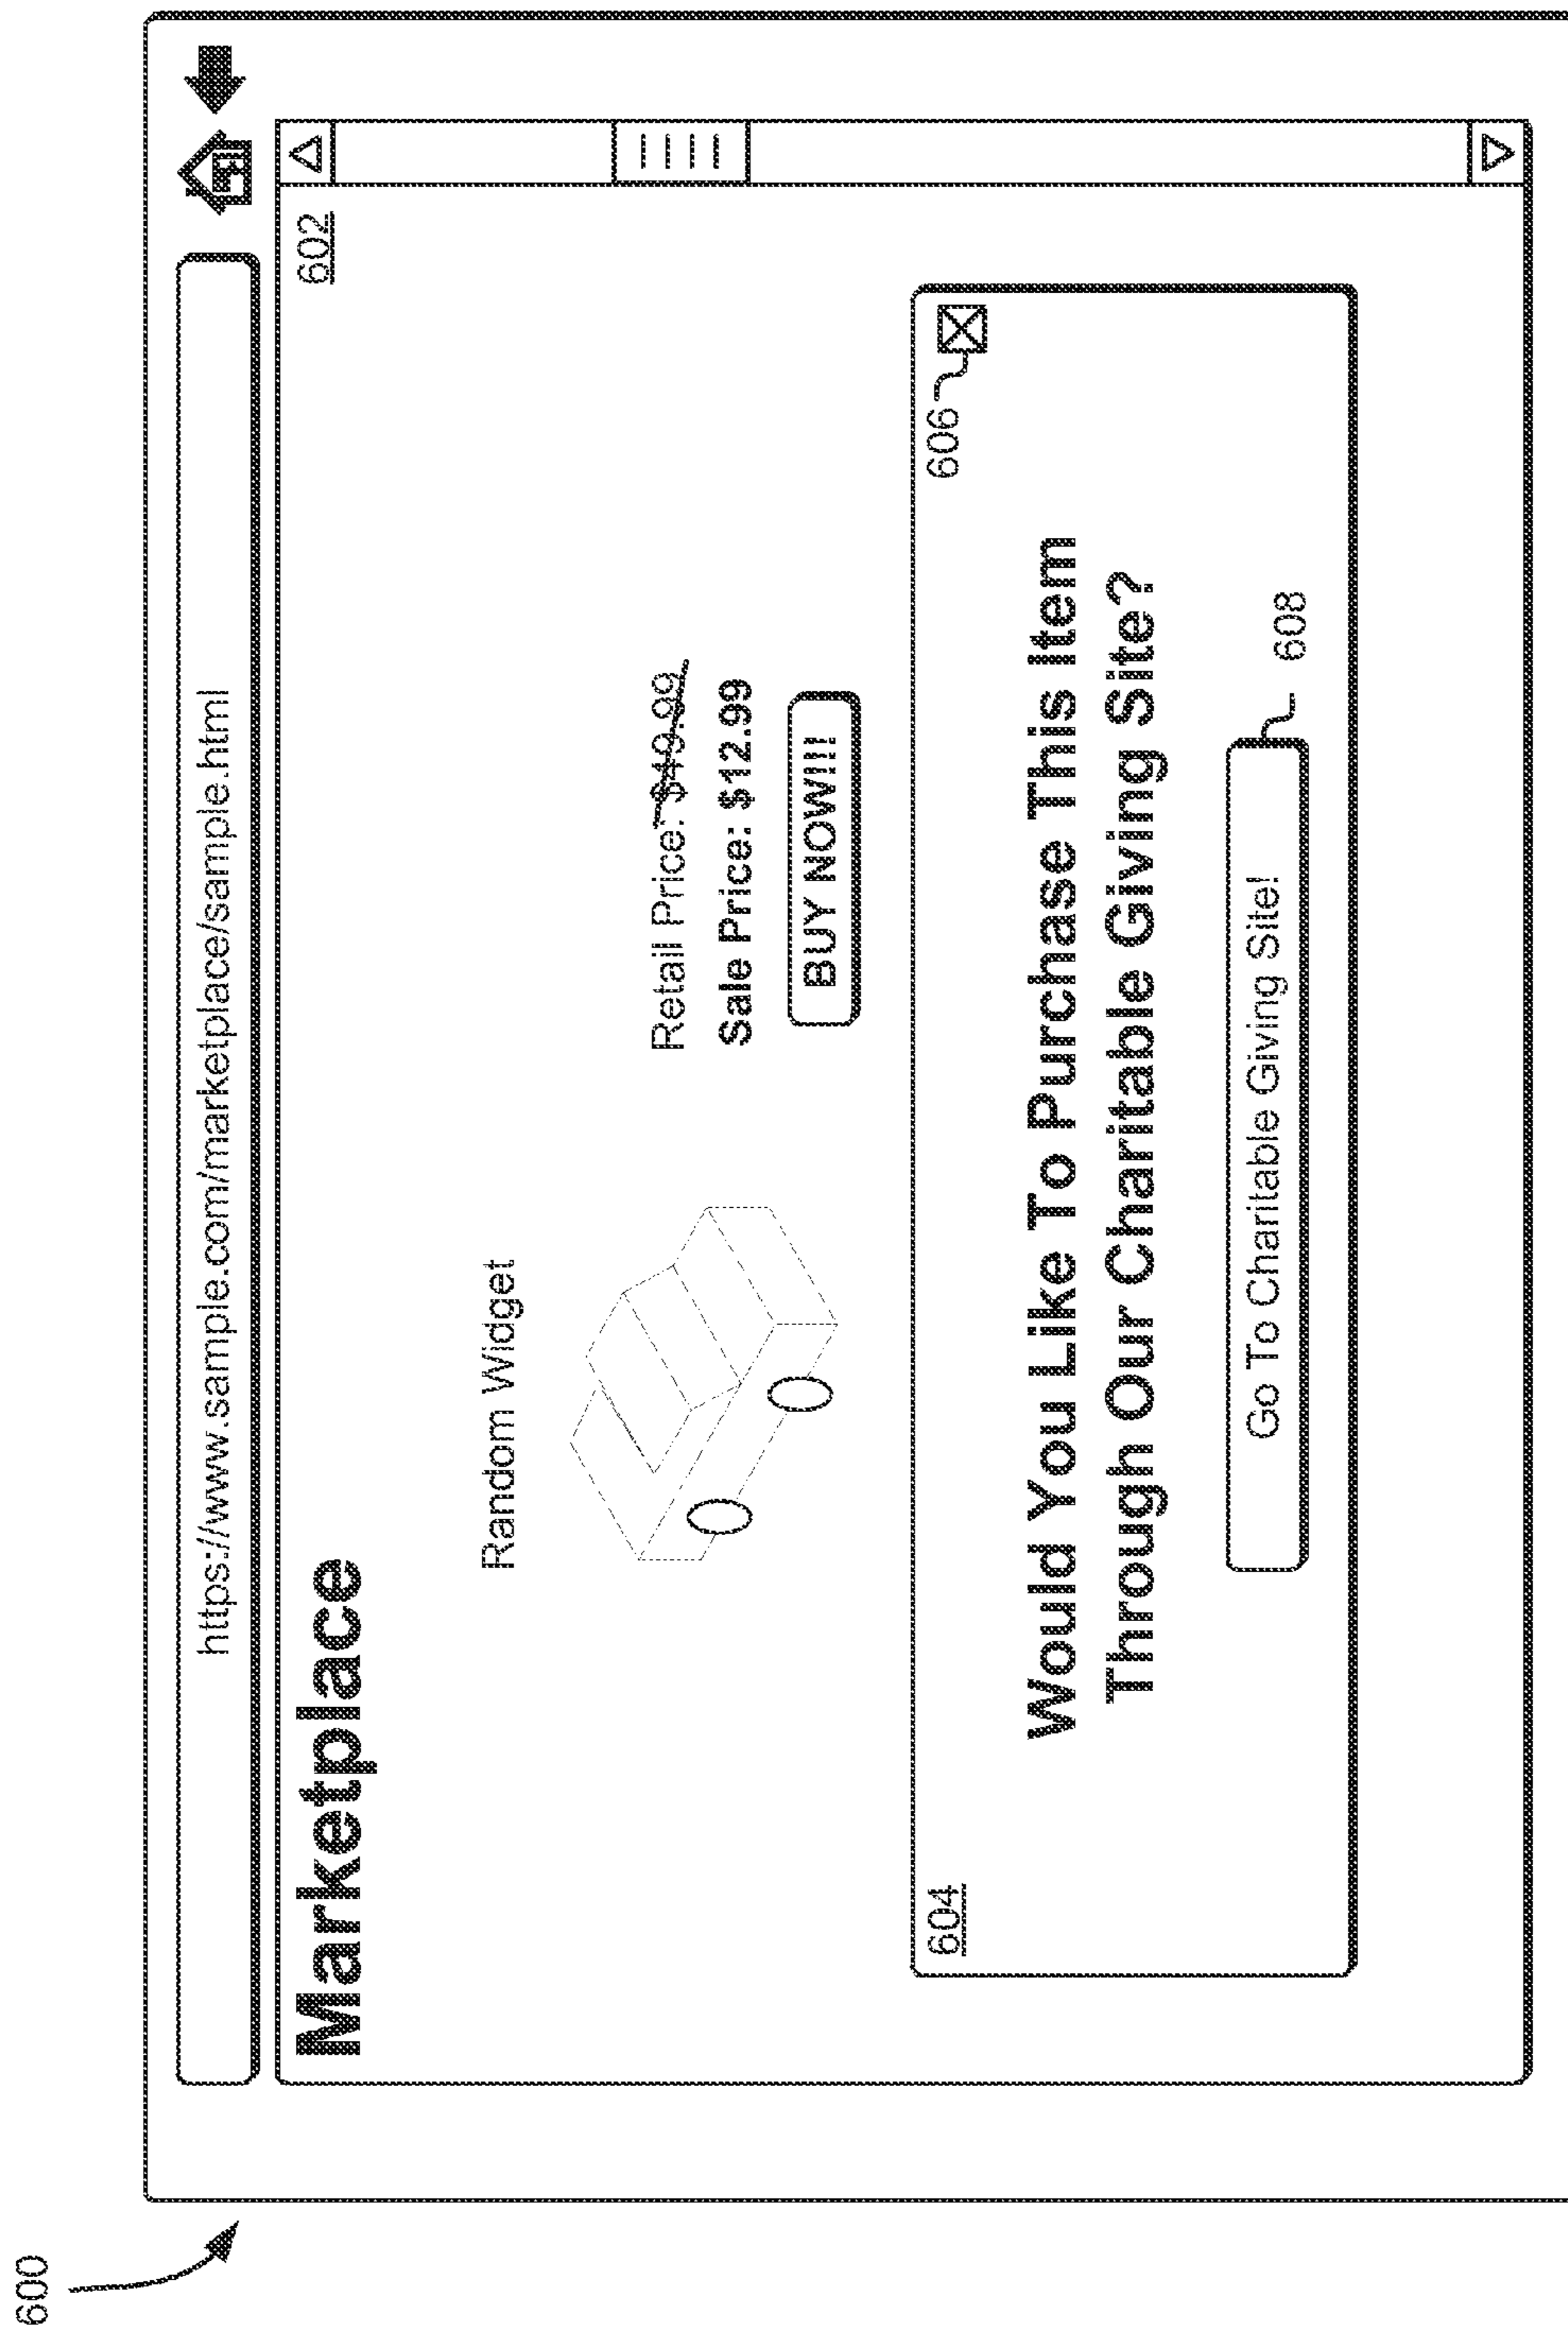 600
https://www.sample.com/marketplace/sample.html
Marketplace
602
Random Widget
Retail Price: $19.99
Sale Price: $12.99
BUY NOW!!!
604
606
Would You Like To Purchase This Item
Through Our Charitable Giving Site?
Go To Charitable Giving Site!
608